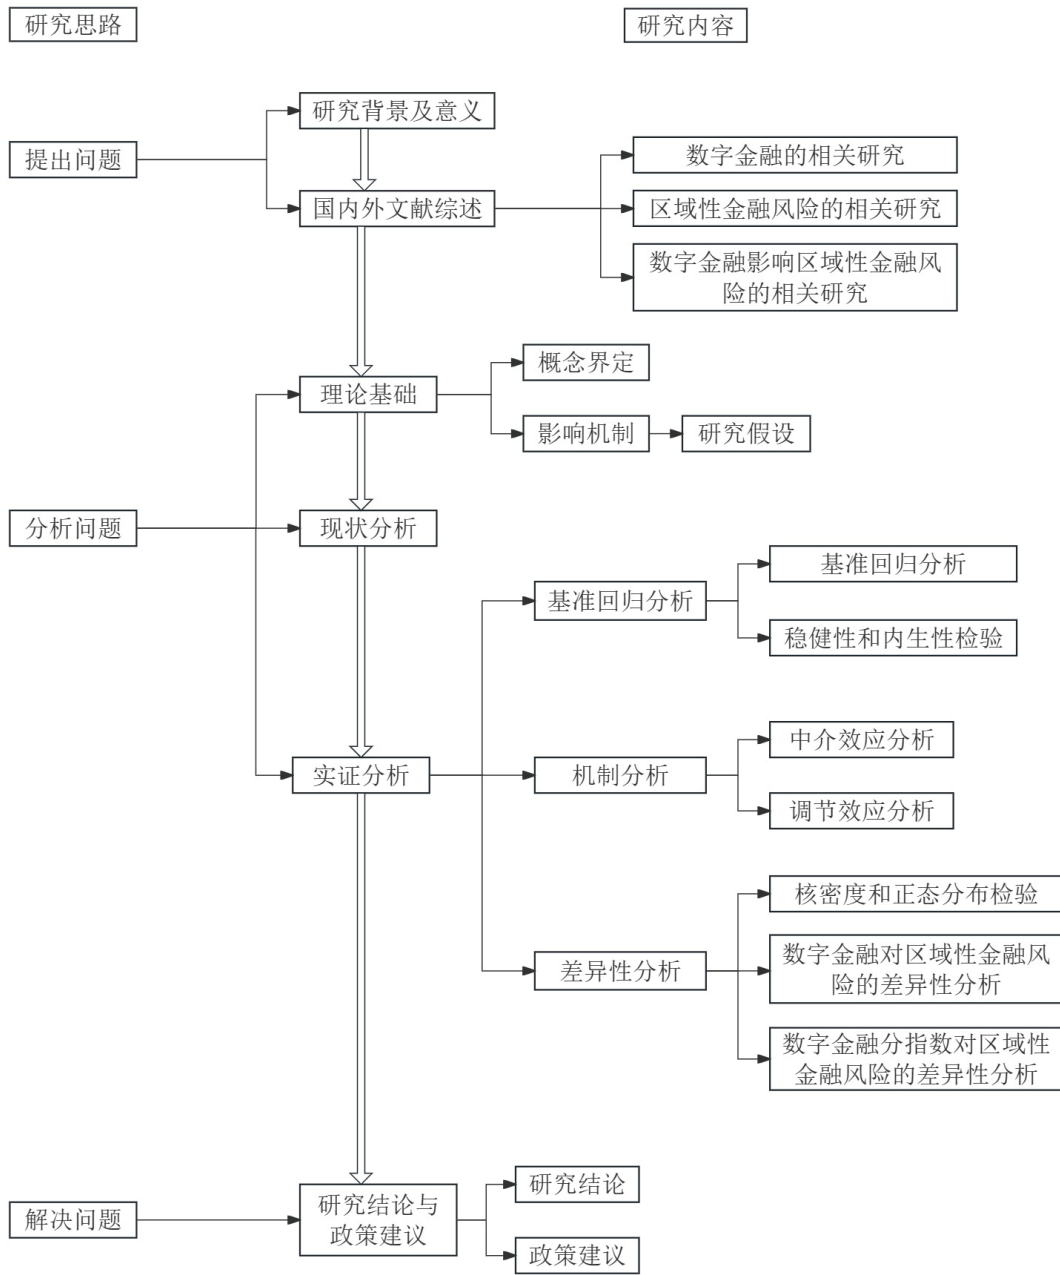 研究思路
研究内容
研究背景及意义
提出问题
数字金融的相关研究
国内外文献综述
区域性金融风险的相关研究
数字金融影响区域性金融风
险的相关研究
概念界定
理论基础
影响机制
研究假设
分析问题
现状分析
基准回归分析
基准回归分析
稳健性和内生性检验
中介效应分析
实证分析
机制分析
调节效应分析
核密度和正态分布检验
差异性分析
数字金融对区域性金融风
险的差异性分析
数字金融分指数对区域性
金融风险的差异性分析
研究结论
解决问题
研究结论与
政策建议
政策建议